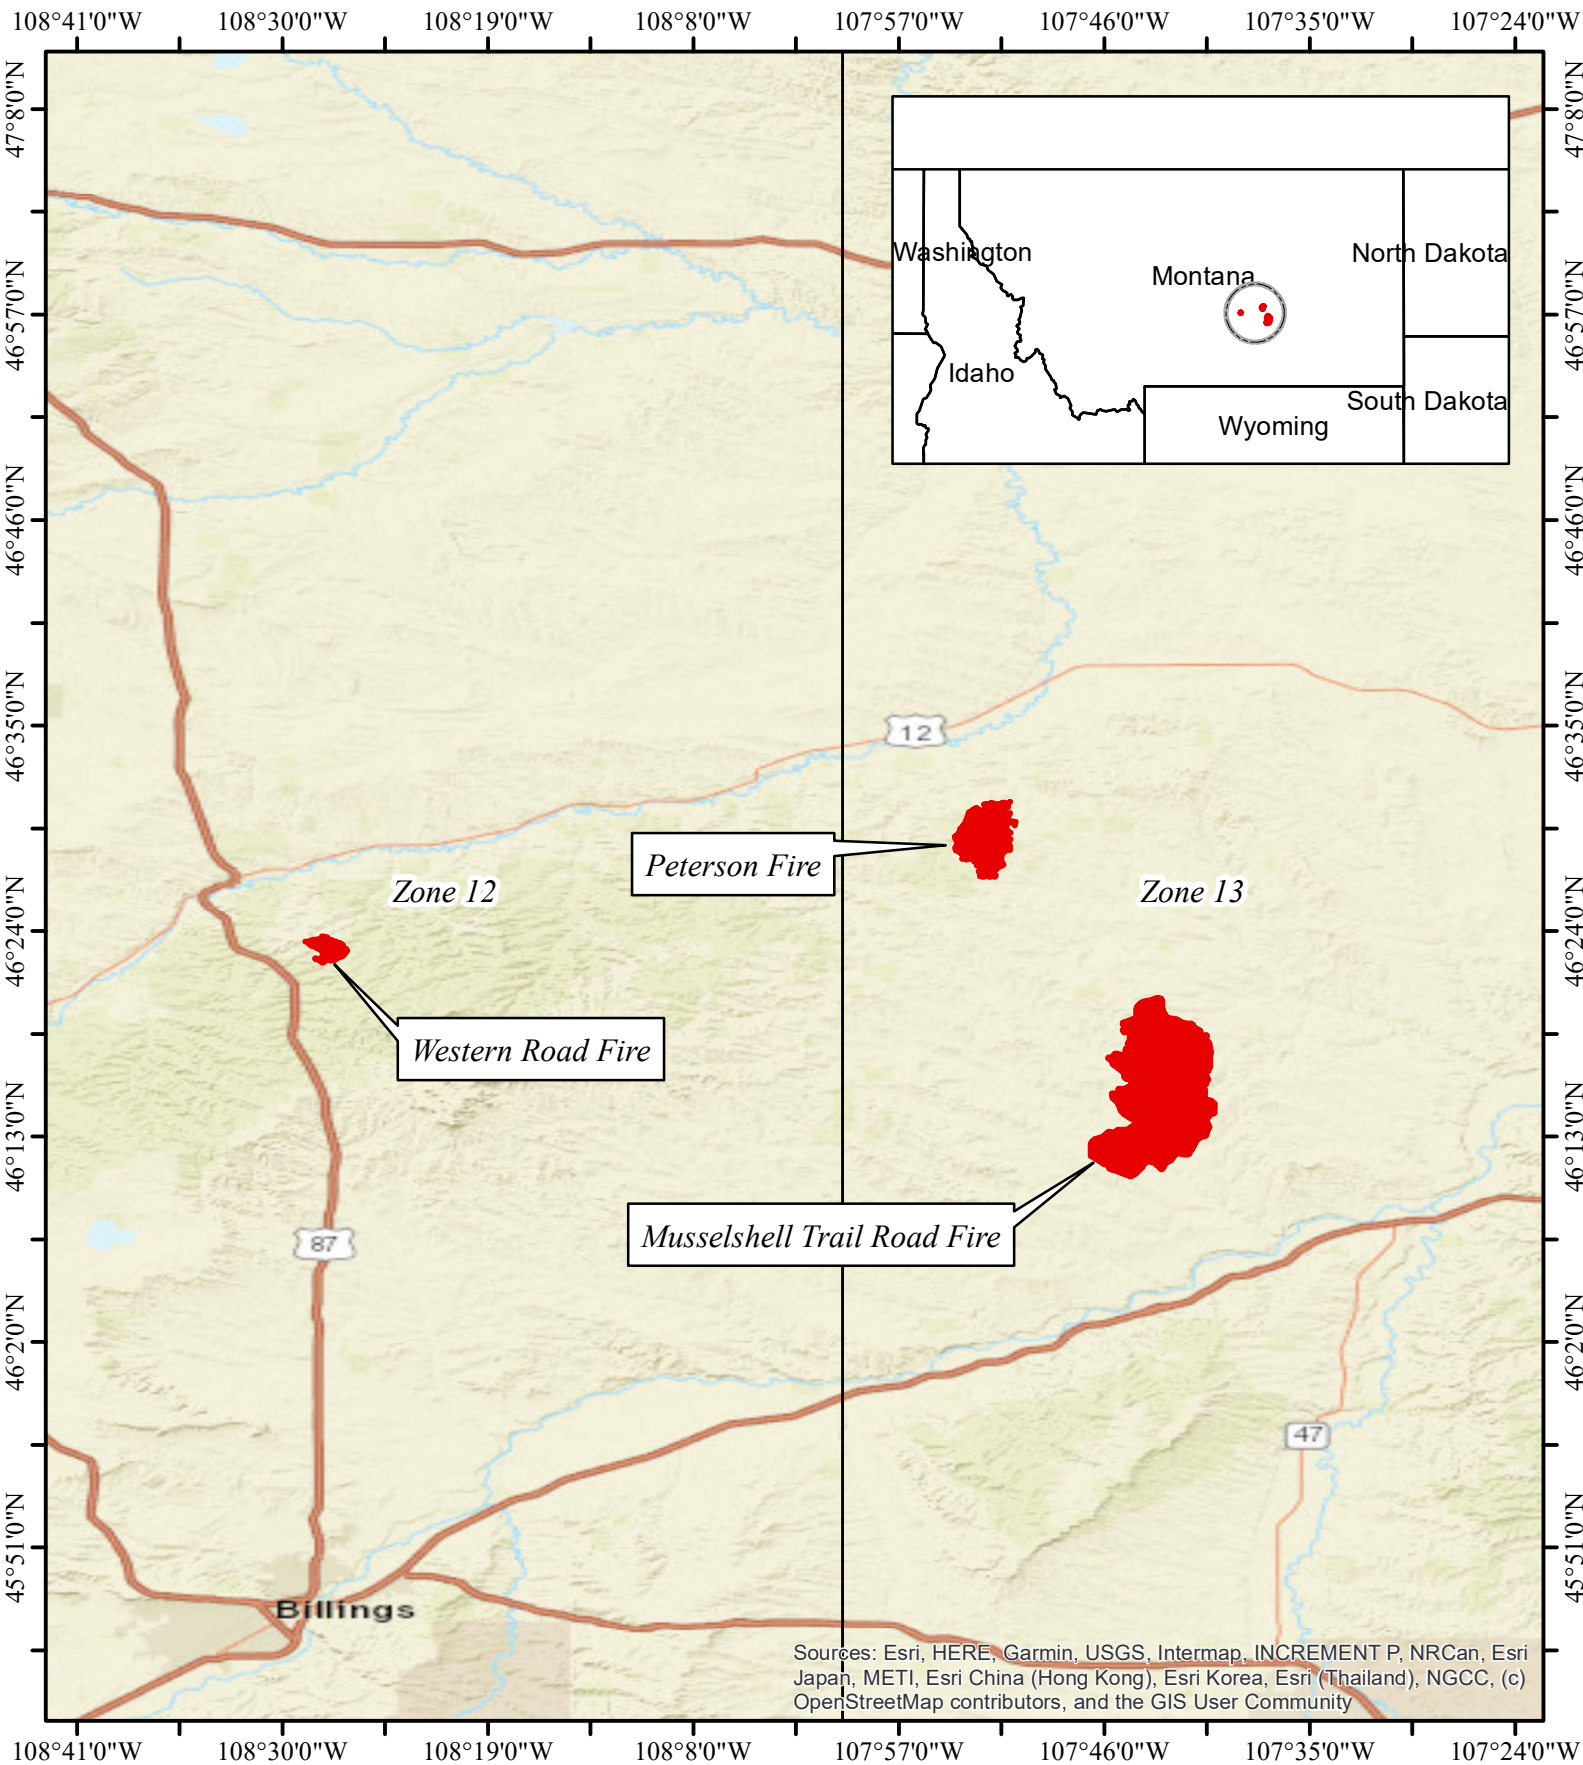 108°41'0"W 108°30'0"W 108°19'0"W 108°8'0"W 107°57'0"W 107°46'0"W 107°35'0"W 107°24'0"W
47°8'0"N 47°8'0"N
Washington
North Dakota
Montana
46°57'0"N 46°57'0"N
Idaho
South Dakota
Wyoming
46°46'0"N 46°46'0"N
46°35'0"N 46°35'0"N
12
Peterson Fire
Zone 12
Zone 13
46°24'0"N 46°24'0"N
Western Road Fire
46°13'0"N 46°13'0"N
Musselshell Trail Road Fire
87
46°2'0"N 46°2'0"N
47
45°51'0"N 45°51'0"N
Billings
Sources: Esri, HERE, Garmin, USGS, Intermap, INCREMENT P, NRCan, Esri
Japan, METI, Esri China (Hong Kong), Esri Korea, Esri (Thailand), NGCC, (c)
OpenStreetMap contributors, and the GIS User Community
108°41'0"W 108°30'0"W 108°19'0"W 108°8'0"W 107°57'0"W 107°46'0"W 107°35'0"W 107°24'0"W